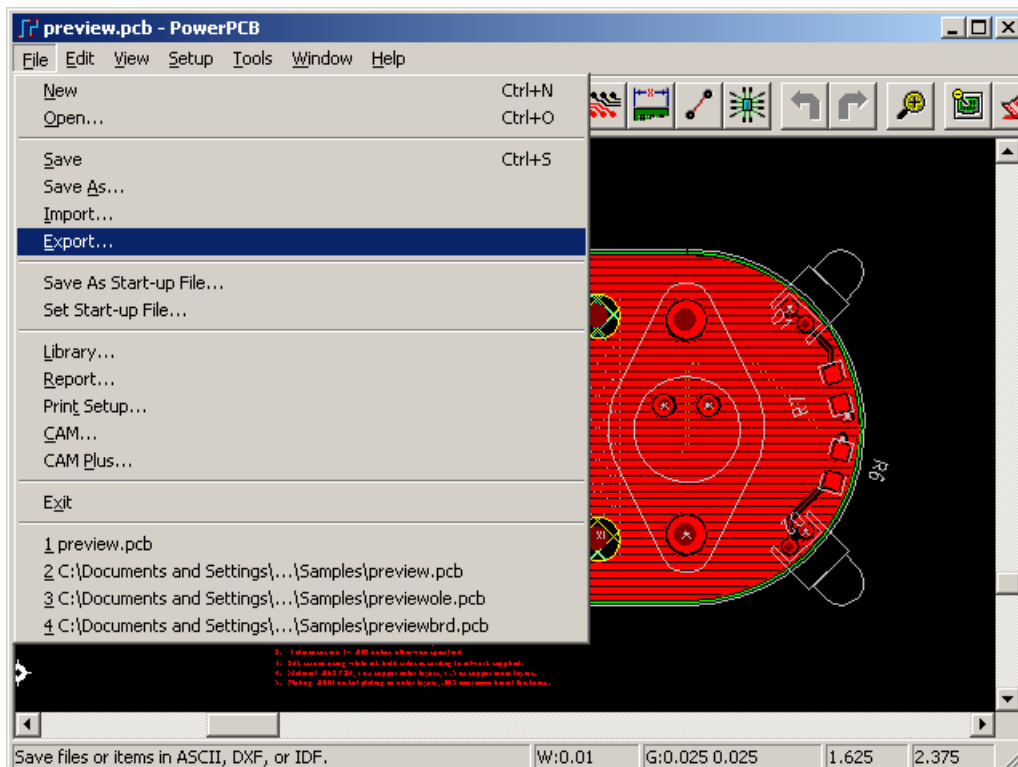 preview.pcb - PowerPCB
File Edit View Setup Tools Window Help
New Ctrl+N
Open... Ctrl+O
Save Ctrl+S
Save As...
Import...
Export...
Save As Start-up File...
Set Start-up File...
Library...
Report...
Print Setup...
CAM...
CAM Plus...
Exit
1 preview.pcb
2 C:\Documents and Settings\...\Samples\preview.pcb
3 C:\Documents and Settings\...\Samples\previewole.pcb
4 C:\Documents and Settings\...\Samples\previewbrd.pcb
R7
R6
Save files or items in ASCII, DXF, or IDF. W:0.01 G:0.025 0.025 1.625 2.375